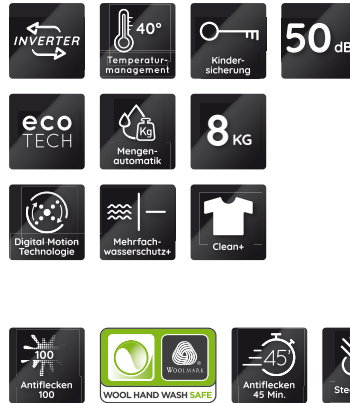 INVERTER
40°
Temperatur-
management
Kinder-
sicherung
50 dB
eco
TECH
Kg
Mengen-
automatik
8 KG
Digital Motion
Technologie
Mehrfach-
wasserschutz+
Clean+
100
Antiflecken
100
WOOLMARK
WOOL HAND WASH SAFE
45'
Antiflecken
45 Min.
Ste